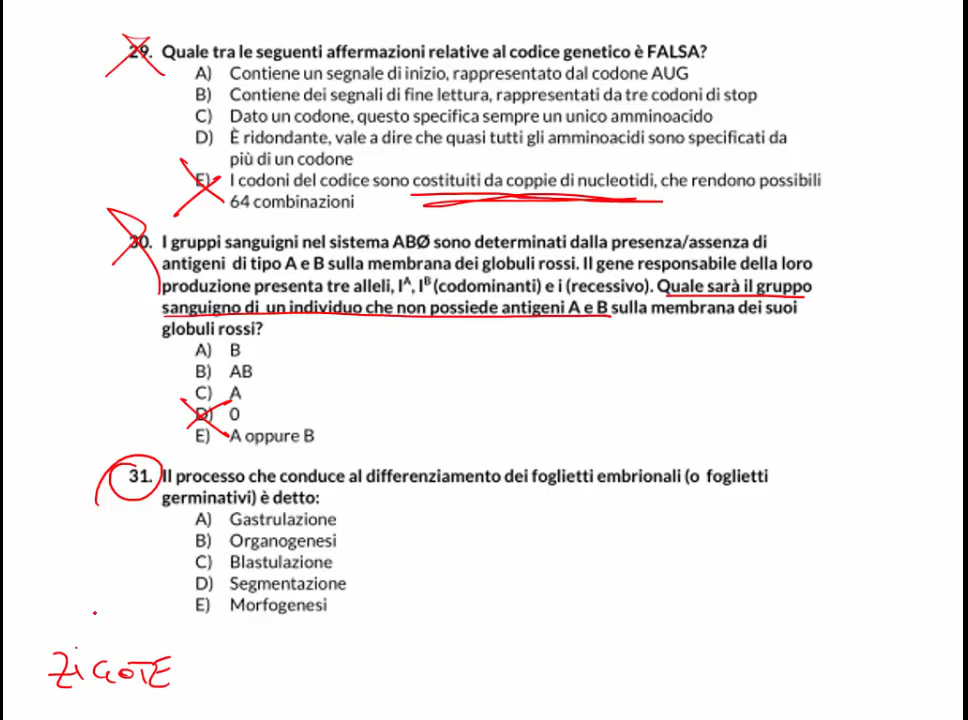 29. Quale tra le seguenti affermazioni relative al codice genetico è FALSA?
A) Contiene un segnale di inizio, rappresentato dal codone AUG
B) Contiene dei segnali di fine lettura, rappresentati da tre codoni di stop
C) Dato un codone, questo specifica sempre un unico amminoacido
D) È ridondante, vale a dire che quasi tutti gli amminoacidi sono specificati da
più di un codone
E) I codoni del codice sono costituiti da coppie di nucleotidi, che rendono possibili
64 combinazioni
30. I gruppi sanguigni nel sistema ABØ sono determinati dalla presenza/assenza di
antigeni di tipo A e B sulla membrana dei globuli rossi. Il gene responsabile della loro
produzione presenta tre alleli, Iᴬ, Iᴮ (codominanti) e i (recessivo). Quale sarà il gruppo
sanguigno di un individuo che non possiede antigeni A e B sulla membrana dei suoi
globuli rossi?
A) B
B) AB
C) A
D) 0
E) A oppure B
31. Il processo che conduce al differenziamento dei foglietti embrionali (o foglietti
germinativi) è detto:
A) Gastrulazione
B) Organogenesi
C) Blastulazione
D) Segmentazione
E) Morfogenesi
ZiGOTE